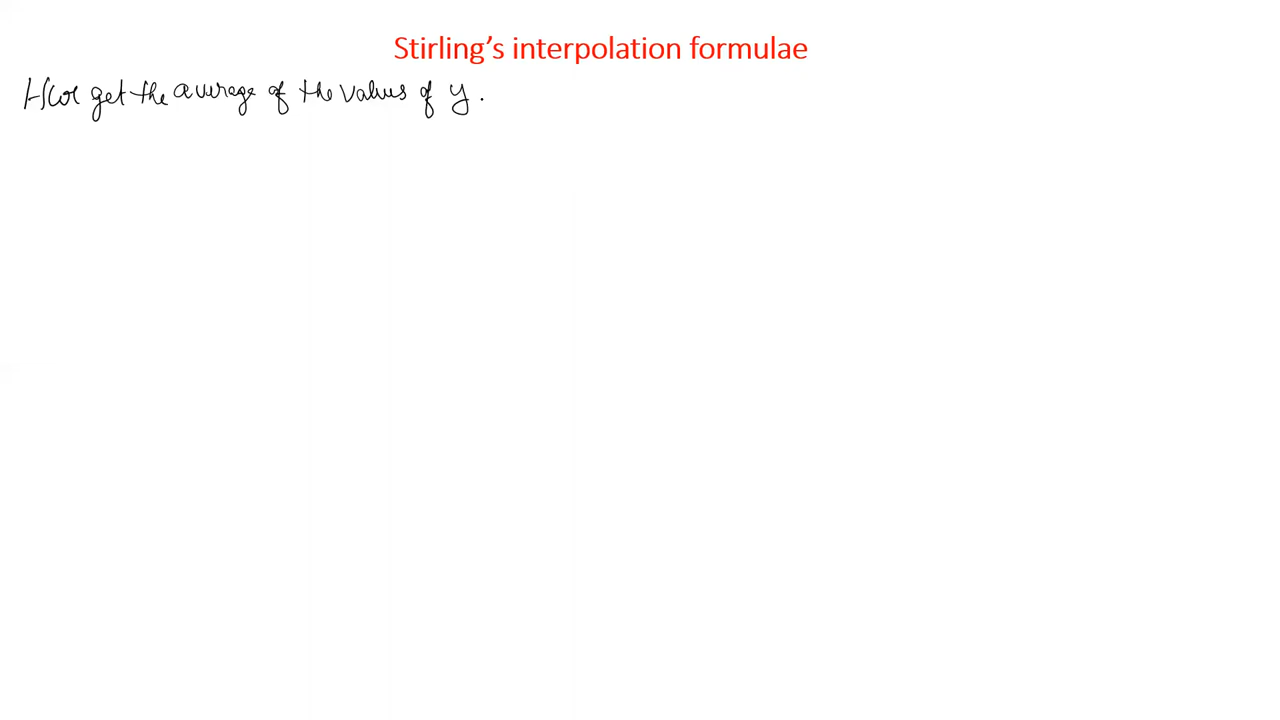 Stirling's interpolation formulae
get the average of the values of y.